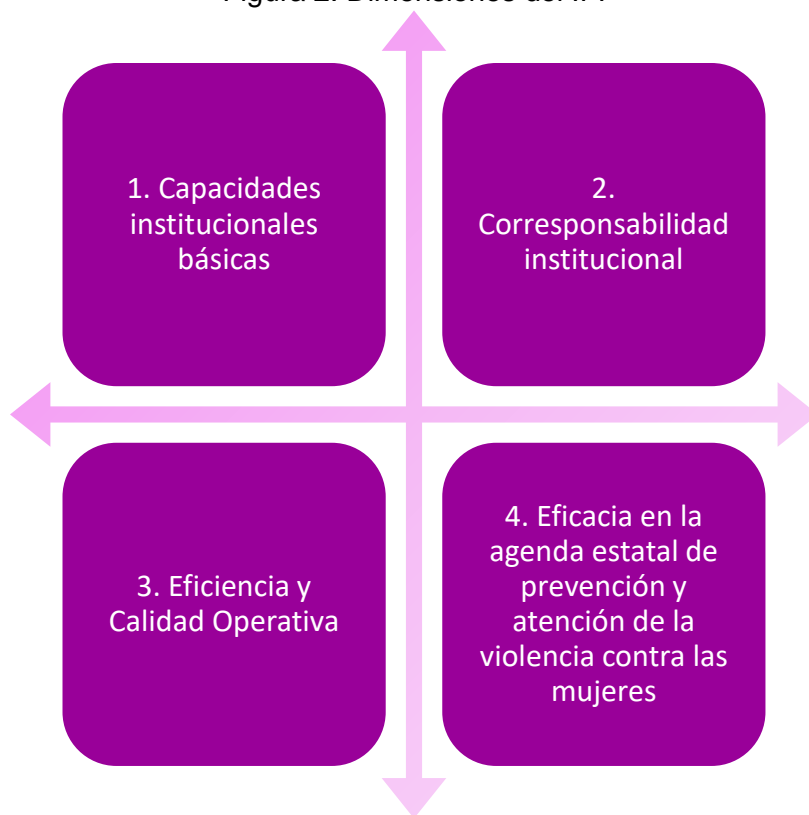 1. Capacidades
institucionales
básicas
2.
Corresponsabilidad
institucional
3. Eficiencia y
Calidad Operativa
4. Eficacia en la
agenda estatal de
prevención y
atención de la
violencia contra las
mujeres